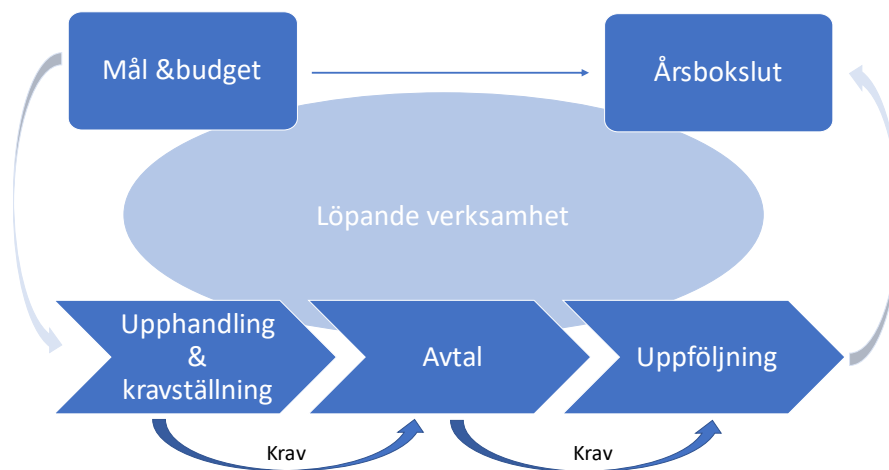 Mål &budget
Årsbokslut
Löpande verksamhet
Upphandling
&
kravställning
Avtal
Uppföljning
Krav
Krav